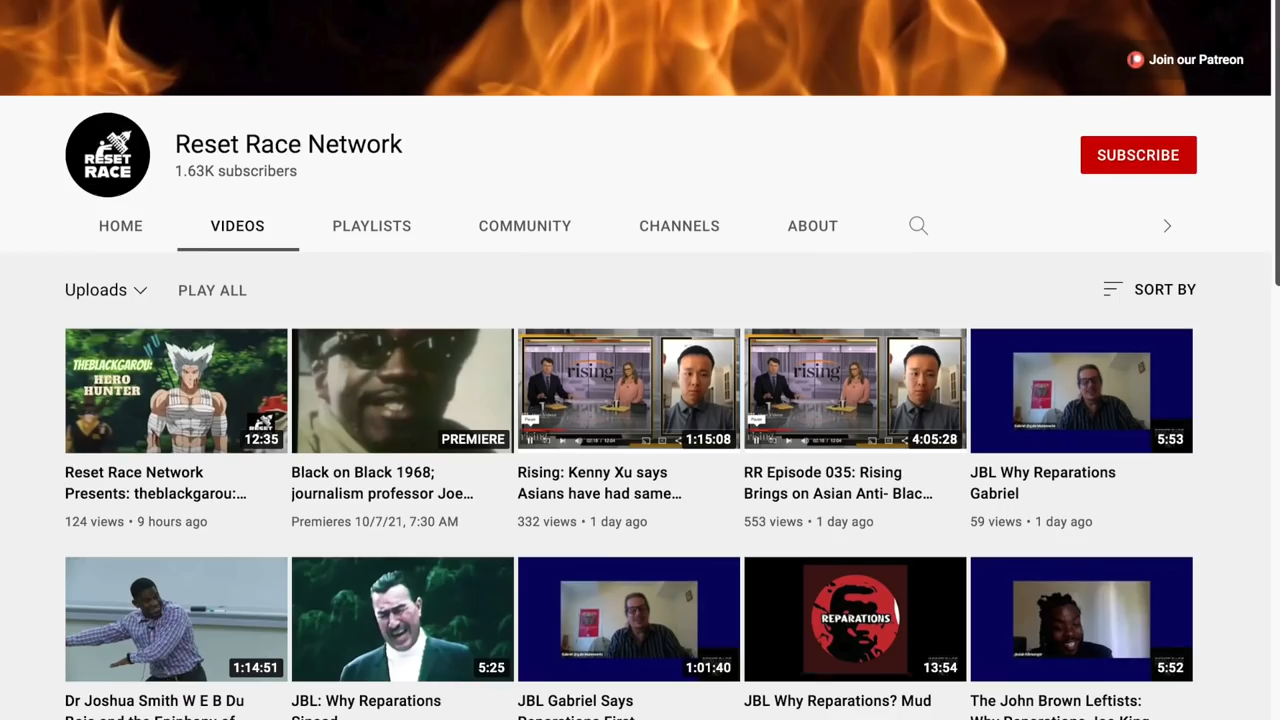 Join our Patreon
RESET
RACE
Reset Race Network
1.63K subscribers
SUBSCRIBE
HOME
VIDEOS
PLAYLISTS
COMMUNITY
CHANNELS
ABOUT
Uploads
PLAY ALL
SORT BY
THEBLACKGAROU:
HERO
HUNTER
RESET
12:35
PREMIERE
rising
1:15:08
rising
4:05:28
5:53
Reset Race Network
Presents: theblackgarou:...
124 views • 9 hours ago
Black on Black 1968;
journalism professor Joe...
Premieres 10/7/21, 7:30 AM
Rising: Kenny Xu says
Asians have had same...
332 views • 1 day ago
RR Episode 035: Rising
Brings on Asian Anti- Blac...
553 views • 1 day ago
JBL Why Reparations
Gabriel
59 views • 1 day ago
1:14:51
5:25
1:01:40
REPARATIONS
13:54
5:52
Dr Joshua Smith W E B Du
JBL: Why Reparations
JBL Gabriel Says
Reparations First
JBL Why Reparations? Mud
The John Brown Leftists: